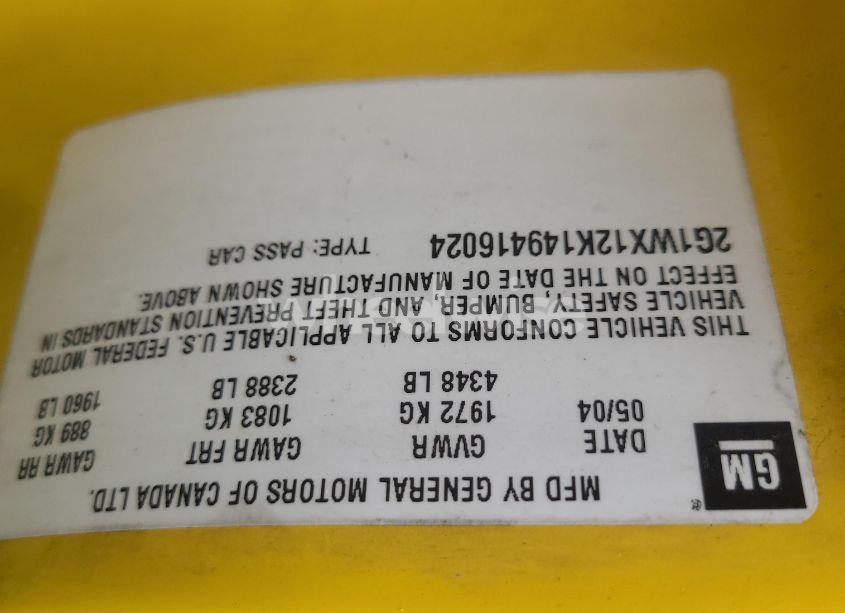 GM ®
MFD BY GENERAL MOTORS OF CANADA LTD.
DATE GVWR GAWR FRT GAWR RR
05/04 1972 KG 1083 KG 889 KG
4348 LB 2388 LB 1960 LB
THIS VEHICLE CONFORMS TO ALL APPLICABLE U.S. FEDERAL MOTOR
VEHICLE SAFETY, BUMPER, AND THEFT PREVENTION STANDARDS IN
EFFECT ON THE DATE OF MANUFACTURE SHOWN ABOVE.
2G1WX12K149416024 TYPE: PASS CAR